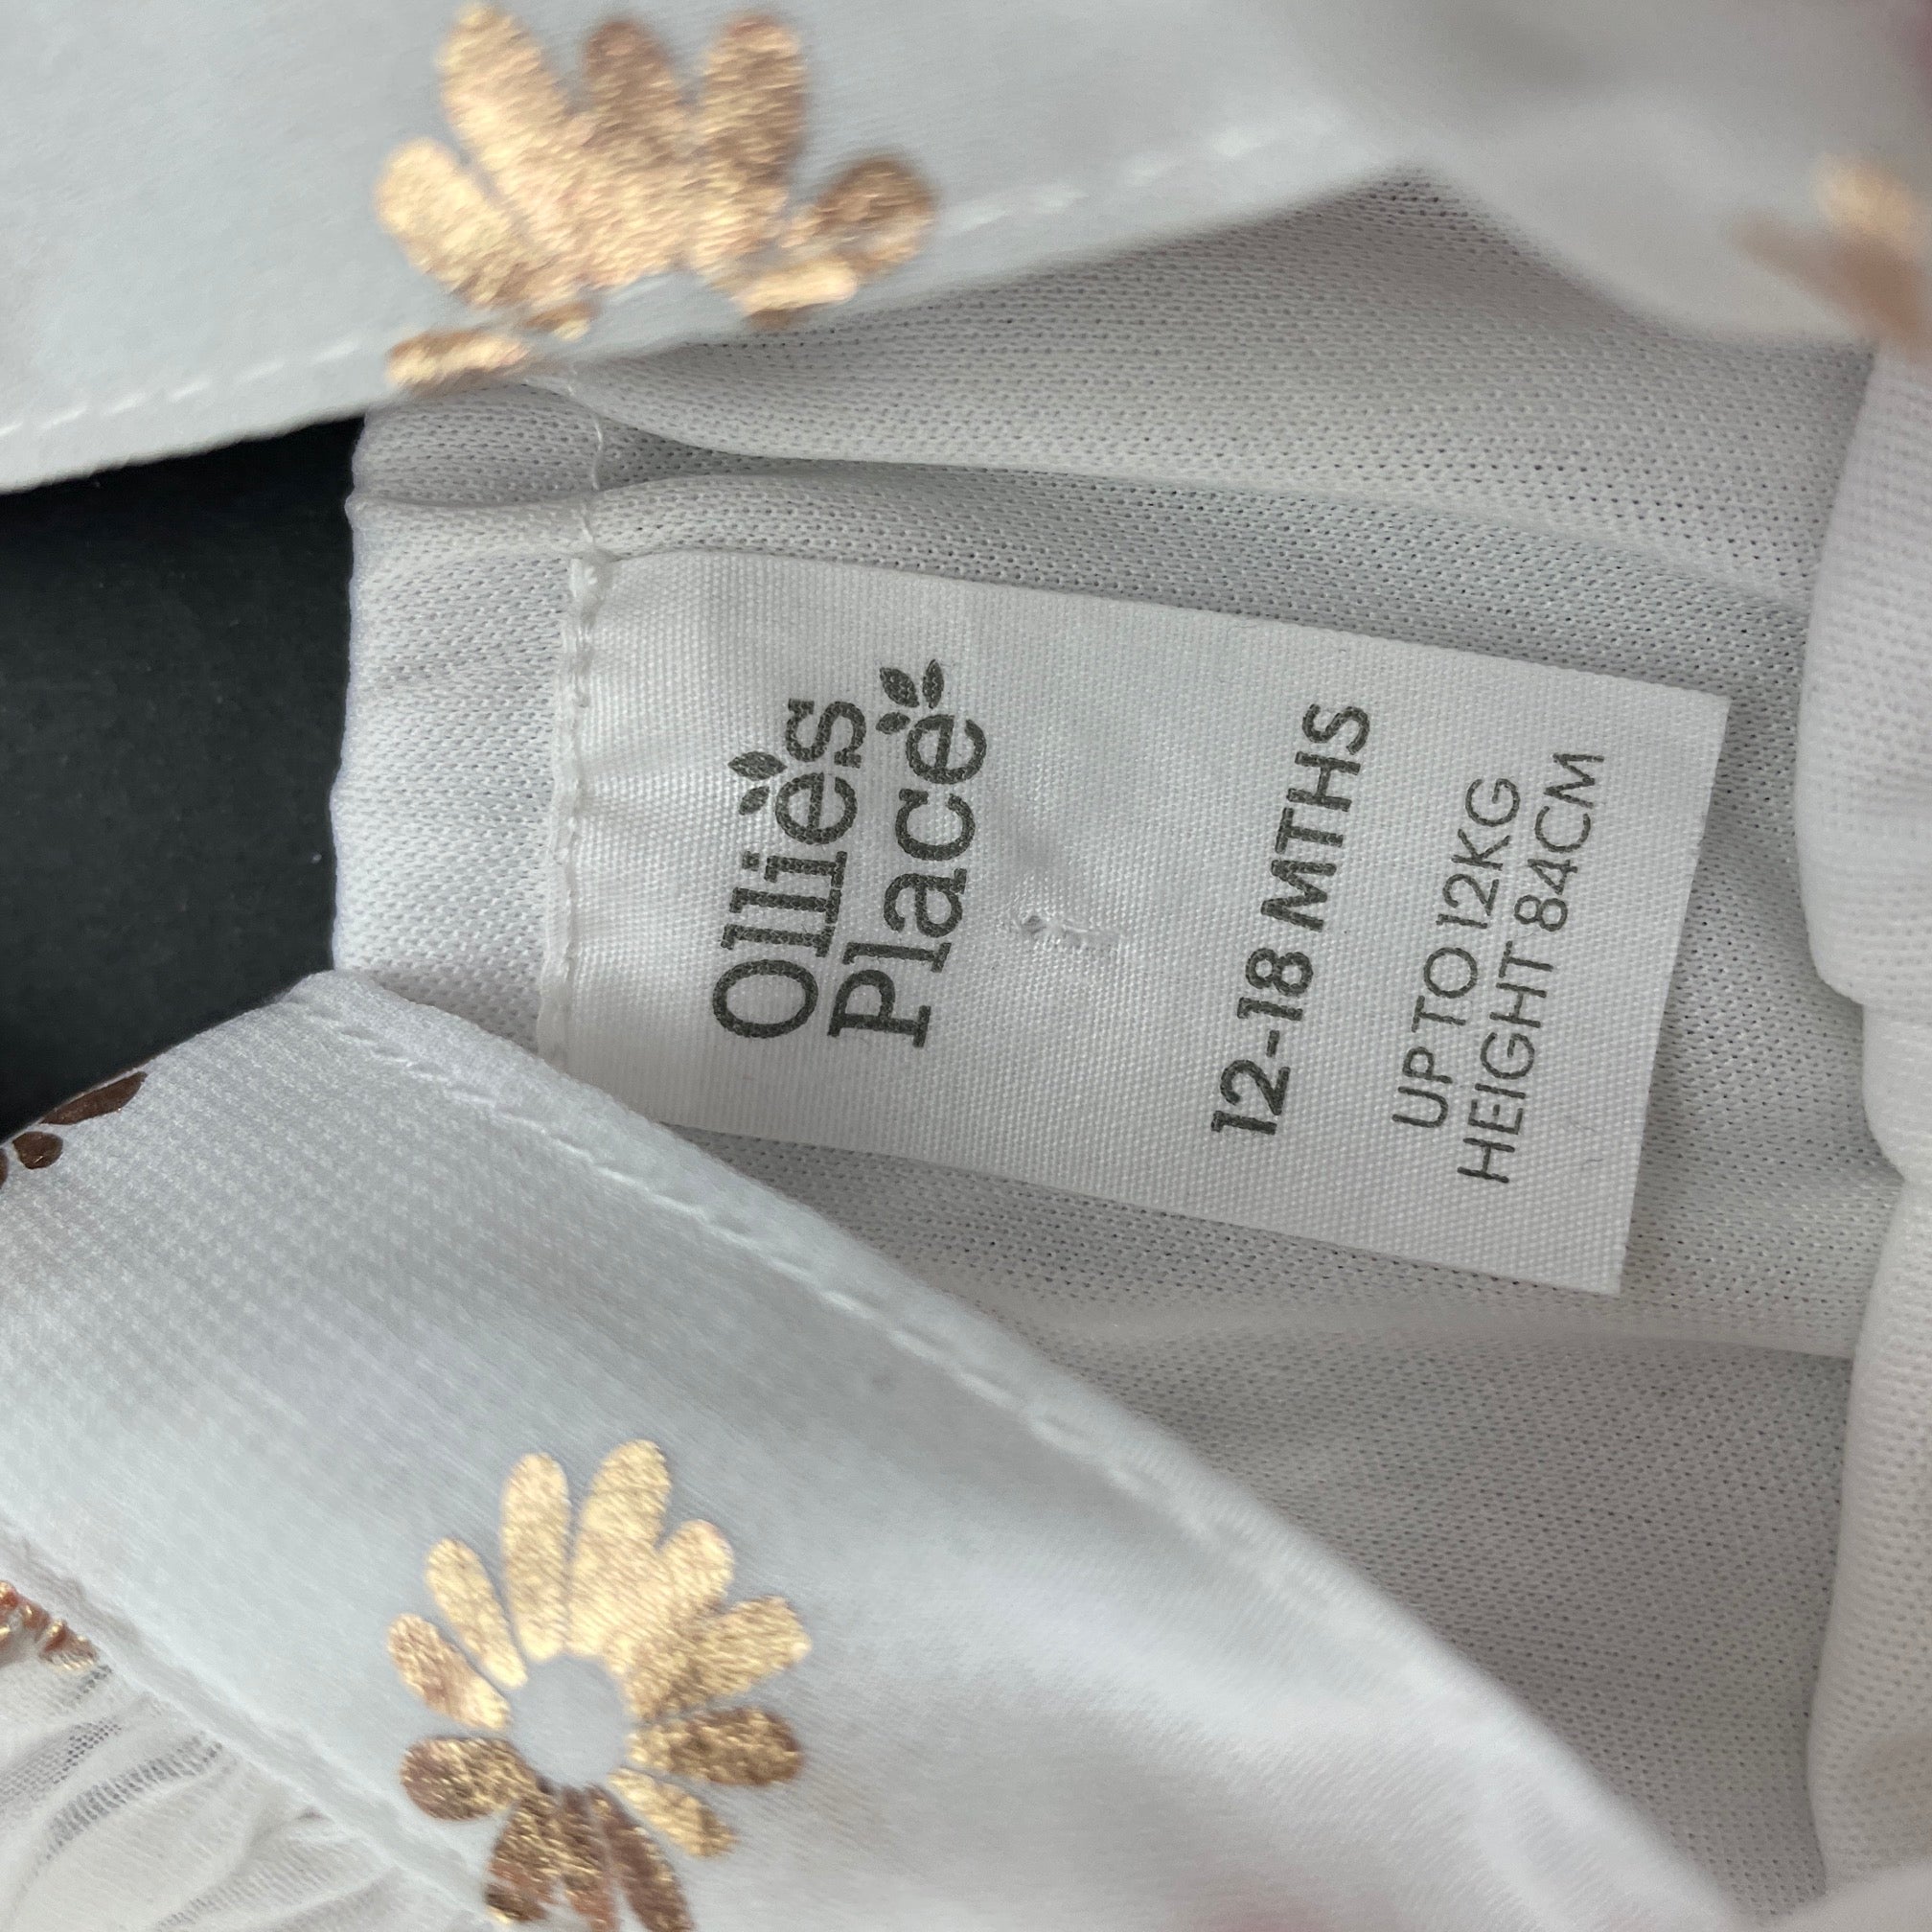 Ollie's
Place
12-18 MTHS
UP TO 12KG
HEIGHT 84CM